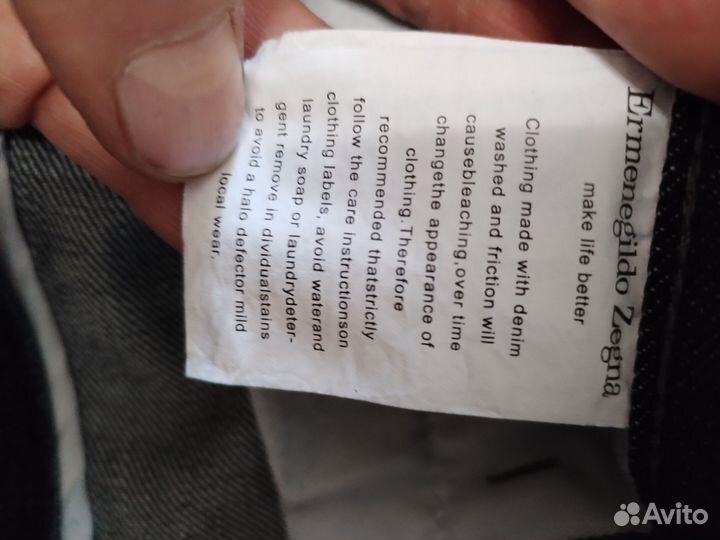 Ermenegildo Zegna
make life better
Clothing made with denim
washed and friction will
causebleaching,over time
changethe appearance of
clothing.Therefore
recommended thatstrictly
follow the care instructionson
clothing labels, avoid waterand
laundry soap or laundrydeter-
gent remove in dividualstains
to avoid a halo defector mild
local wear.
Avito